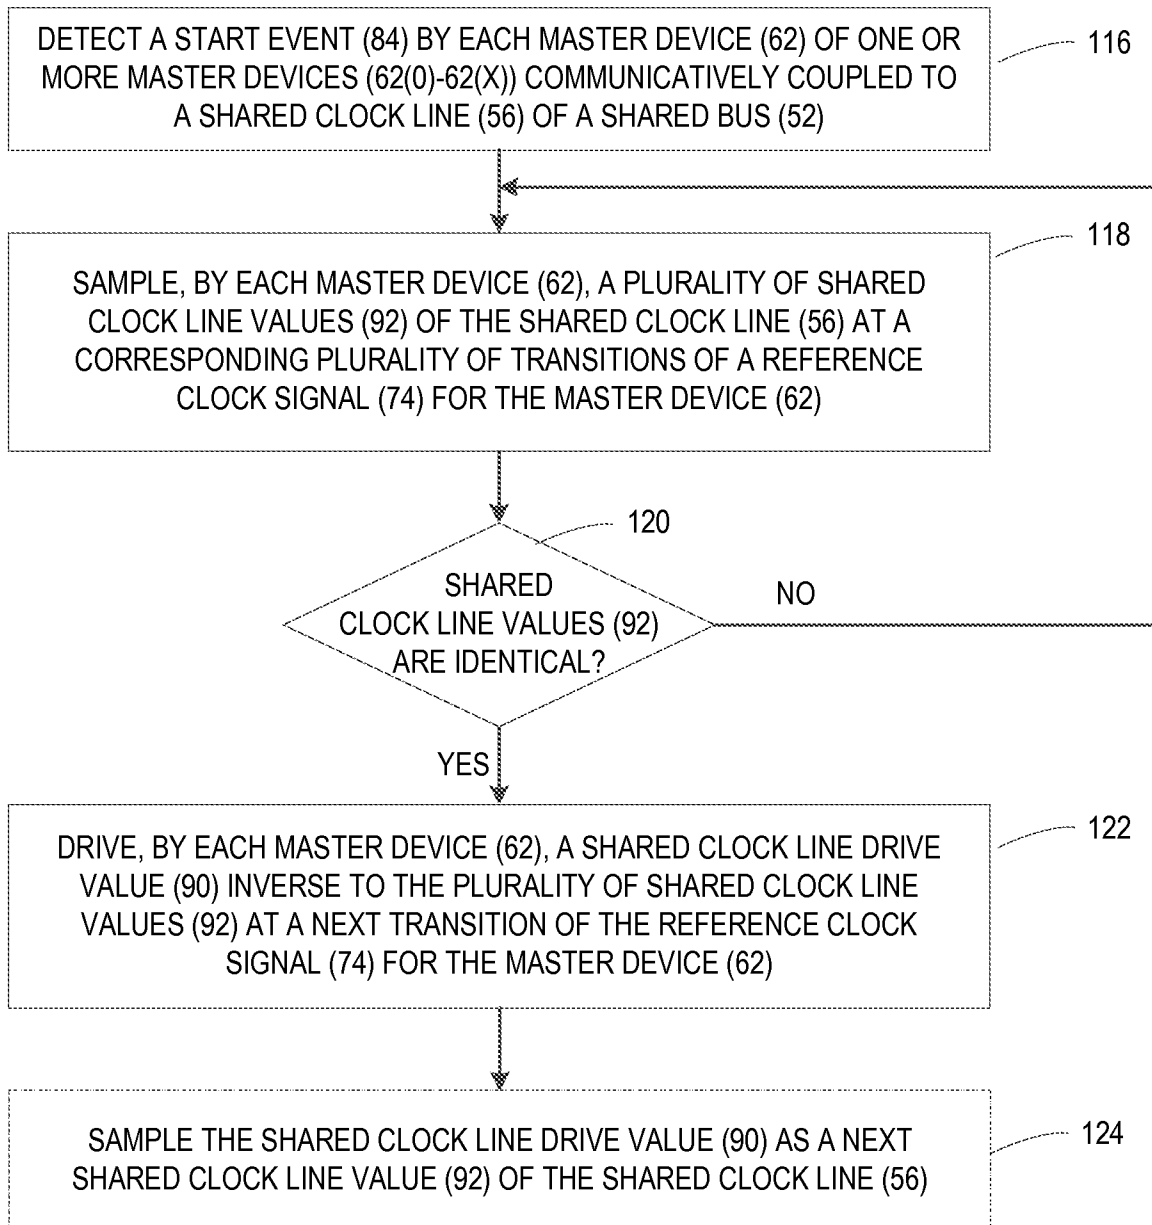 DETECT A START EVENT (84) BY EACH MASTER DEVICE (62) OF ONE OR
MORE MASTER DEVICES (62(0)-62(X)) COMMUNICATIVELY COUPLED TO
A SHARED CLOCK LINE (56) OF A SHARED BUS (52)
116
SAMPLE, BY EACH MASTER DEVICE (62), A PLURALITY OF SHARED
CLOCK LINE VALUES (92) OF THE SHARED CLOCK LINE (56) AT A
CORRESPONDING PLURALITY OF TRANSITIONS OF A REFERENCE
CLOCK SIGNAL (74) FOR THE MASTER DEVICE (62)
118
120
SHARED
CLOCK LINE VALUES (92)
ARE IDENTICAL?
NO
YES
DRIVE, BY EACH MASTER DEVICE (62), A SHARED CLOCK LINE DRIVE
VALUE (90) INVERSE TO THE PLURALITY OF SHARED CLOCK LINE
VALUES (92) AT A NEXT TRANSITION OF THE REFERENCE CLOCK
SIGNAL (74) FOR THE MASTER DEVICE (62)
122
SAMPLE THE SHARED CLOCK LINE DRIVE VALUE (90) AS A NEXT
SHARED CLOCK LINE VALUE (92) OF THE SHARED CLOCK LINE (56)
124